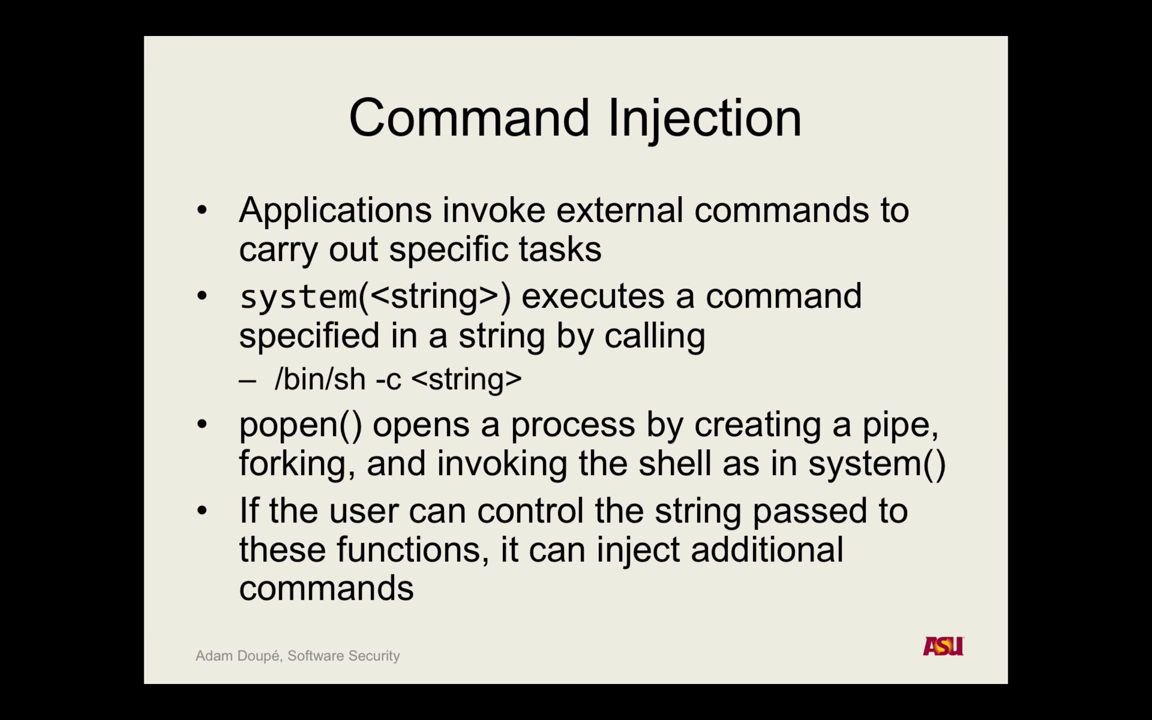 Command Injection
• Applications invoke external commands to
carry out specific tasks
• system(<string>) executes a command
specified in a string by calling
– /bin/sh -c <string>
• popen() opens a process by creating a pipe,
forking, and invoking the shell as in system()
• If the user can control the string passed to
these functions, it can inject additional
commands
Adam Doupé, Software Security
ASU